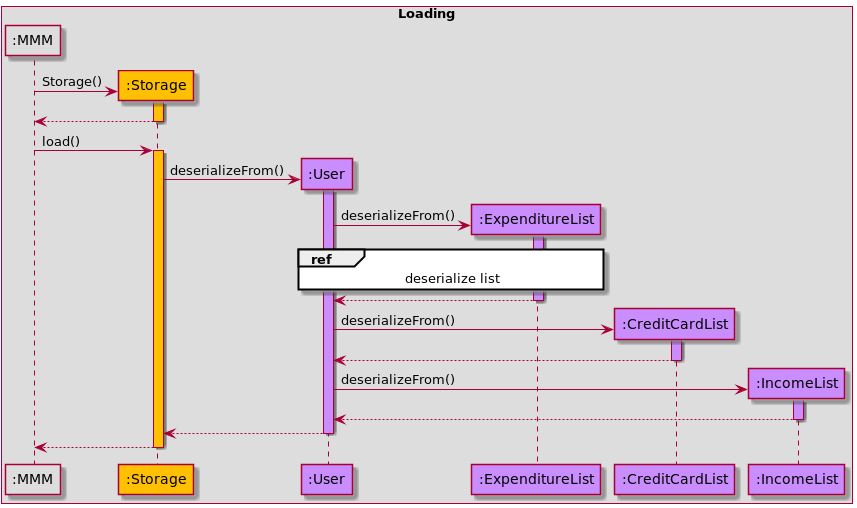 Loading
:MMM
Storage()
:Storage
load()
deserializeFrom()
:User
deserializeFrom()
:ExpenditureList
ref
deserialize list
deserializeFrom()
:CreditCardList
deserializeFrom()
:IncomeList
:MMM
:Storage
:User
:ExpenditureList
:CreditCardList
:IncomeList